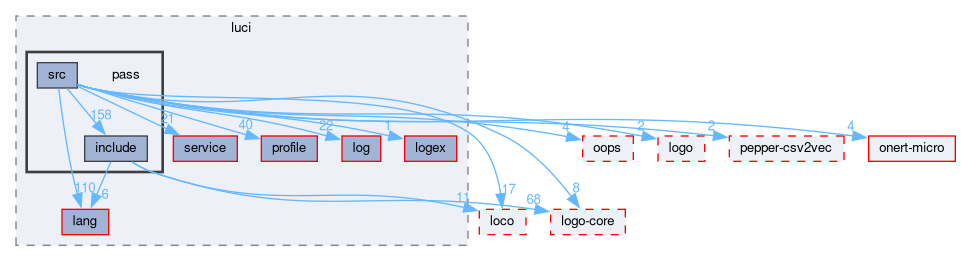 luci
src
pass
158
21
40
22
1
4
2
2
4
include
service
profile
log
logex
oops
logo
pepper-csv2vec
onert-micro
110
6
11
17
68
8
lang
loco
logo-core